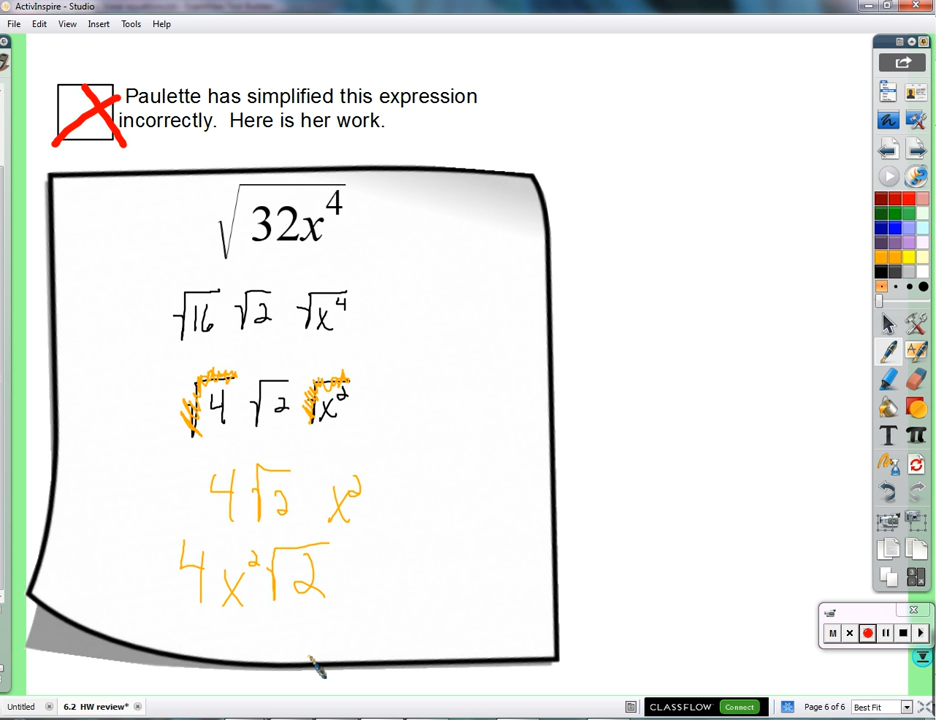 ActivInspire - Studio
File Edit View Insert Tools Help
Paulette has simplified this expression
incorrectly. Here is her work.
√32x⁴
√16 √2 √x⁴
√4 √2 √x²
4√2 x²
4x²√2
M
Untitled 6.2 HW review* CLASSFLOW Connect Page 6 of 6 Best Fit